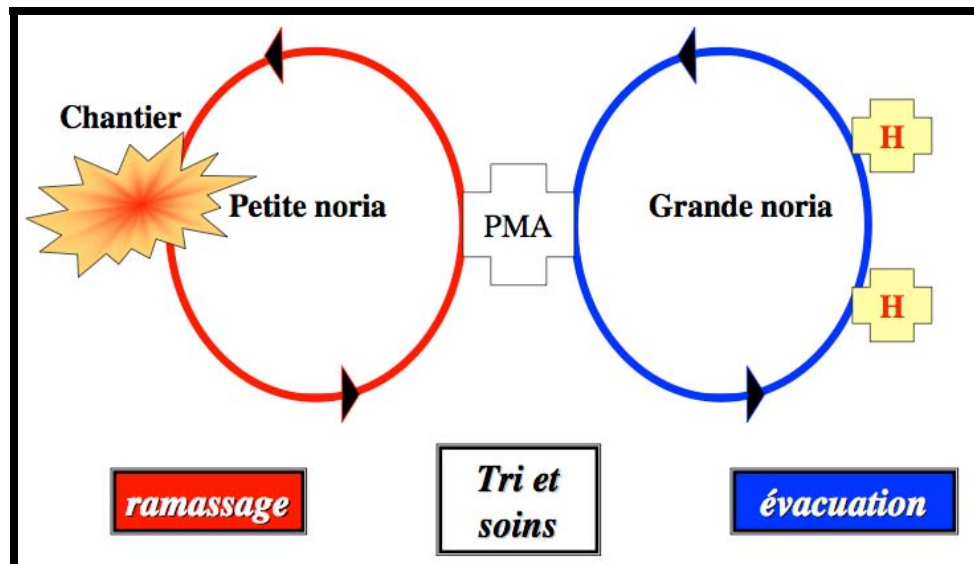 Chantier
Petite noria
PMA
Grande noria
H
H
ramassage
Tri et
soins
évacuation